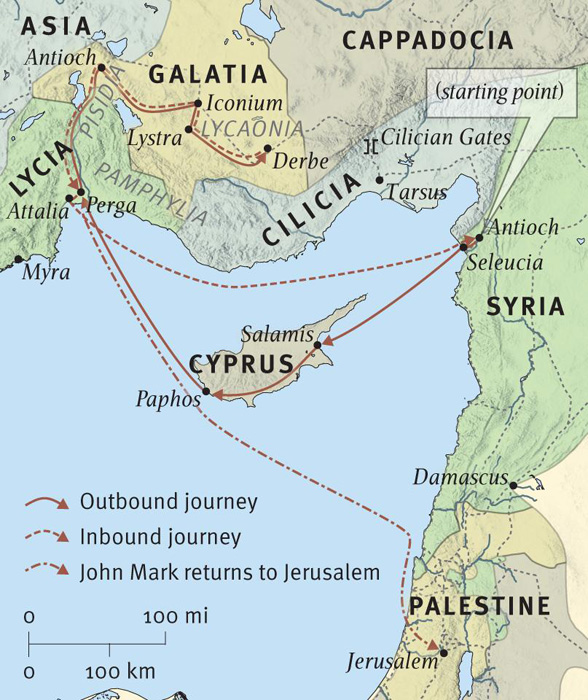 ASIA
CAPPADOCIA
Antioch
GALATIA
(starting point)
PISIDIA
Iconium
LYCAONIA
Lystra
Cilician Gates
Derbe
LYCIA
PAMPHYLIA
CILICIA
Tarsus
Attalia
Perga
Antioch
Seleucia
Myra
SYRIA
Salamis
CYPRUS
Paphos
Damascus
Outbound journey
Inbound journey
John Mark returns to Jerusalem
PALESTINE
0 100 mi
0 100 km
Jerusalem